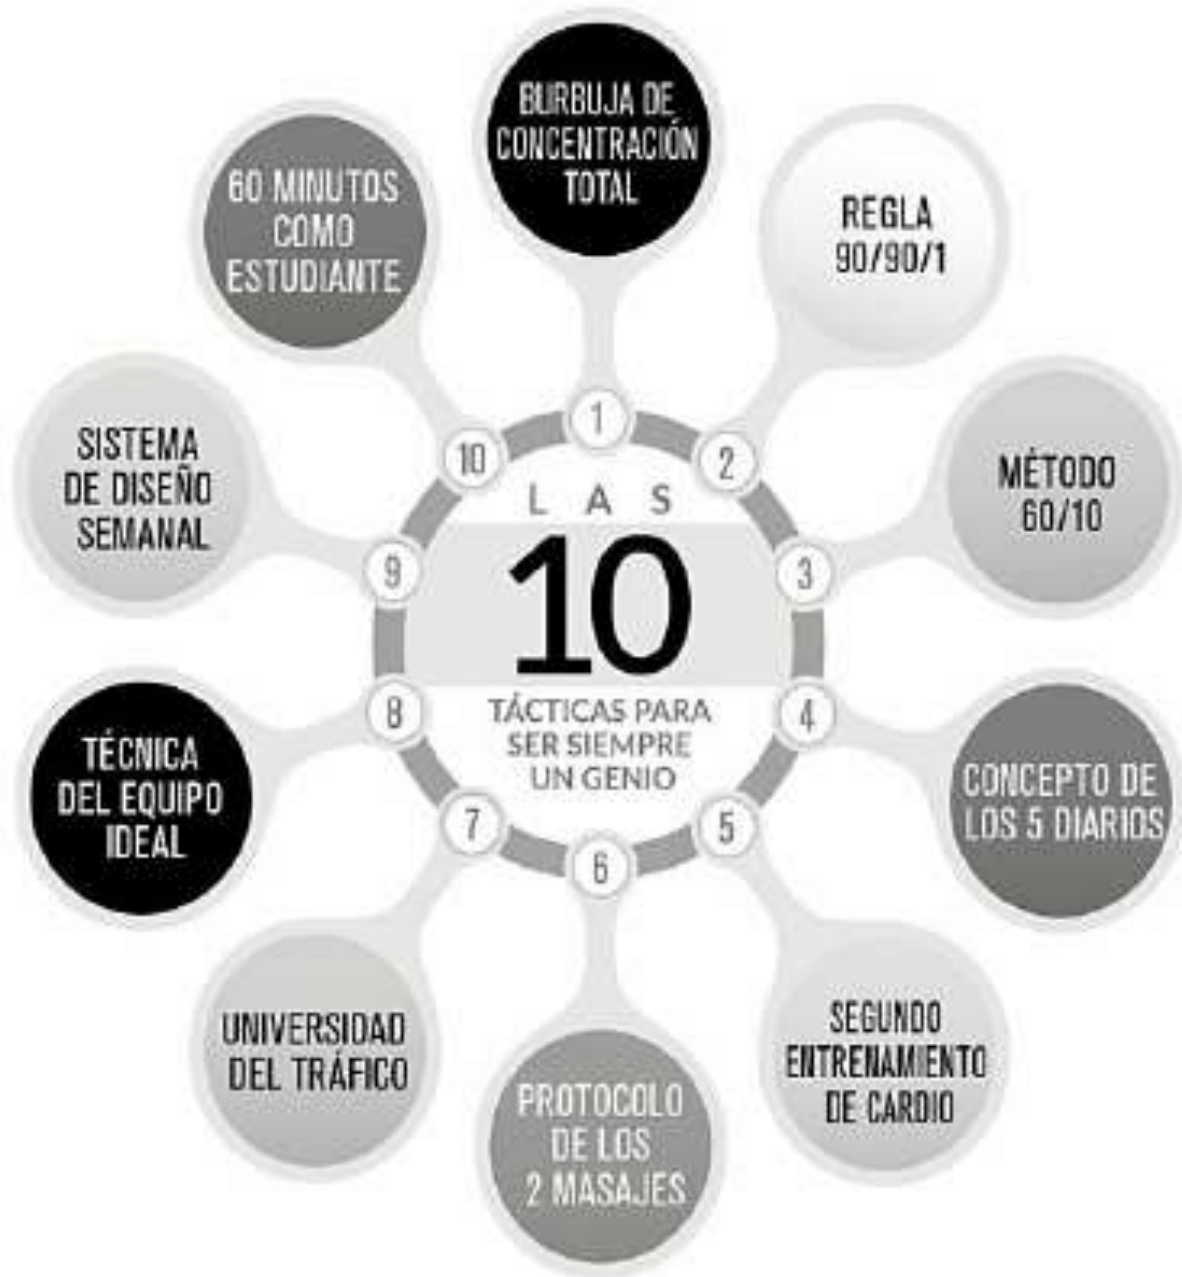 LAS
10
TÁCTICAS PARA
SER SIEMPRE
UN GENIO
1
BURBUJA DE
CONCENTRACIÓN
TOTAL
2
REGLA
90/90/1
3
MÉTODO
60/10
4
CONCEPTO DE
LOS 5 DIARIOS
5
SEGUNDO
ENTRENAMIENTO
DE CARDIO
6
PROTOCOLO
DE LOS
2 MASAJES
7
UNIVERSIDAD
DEL TRÁFICO
8
TÉCNICA
DEL EQUIPO
IDEAL
9
SISTEMA
DE DISEÑO
SEMANAL
10
60 MINUTOS
COMO
ESTUDIANTE